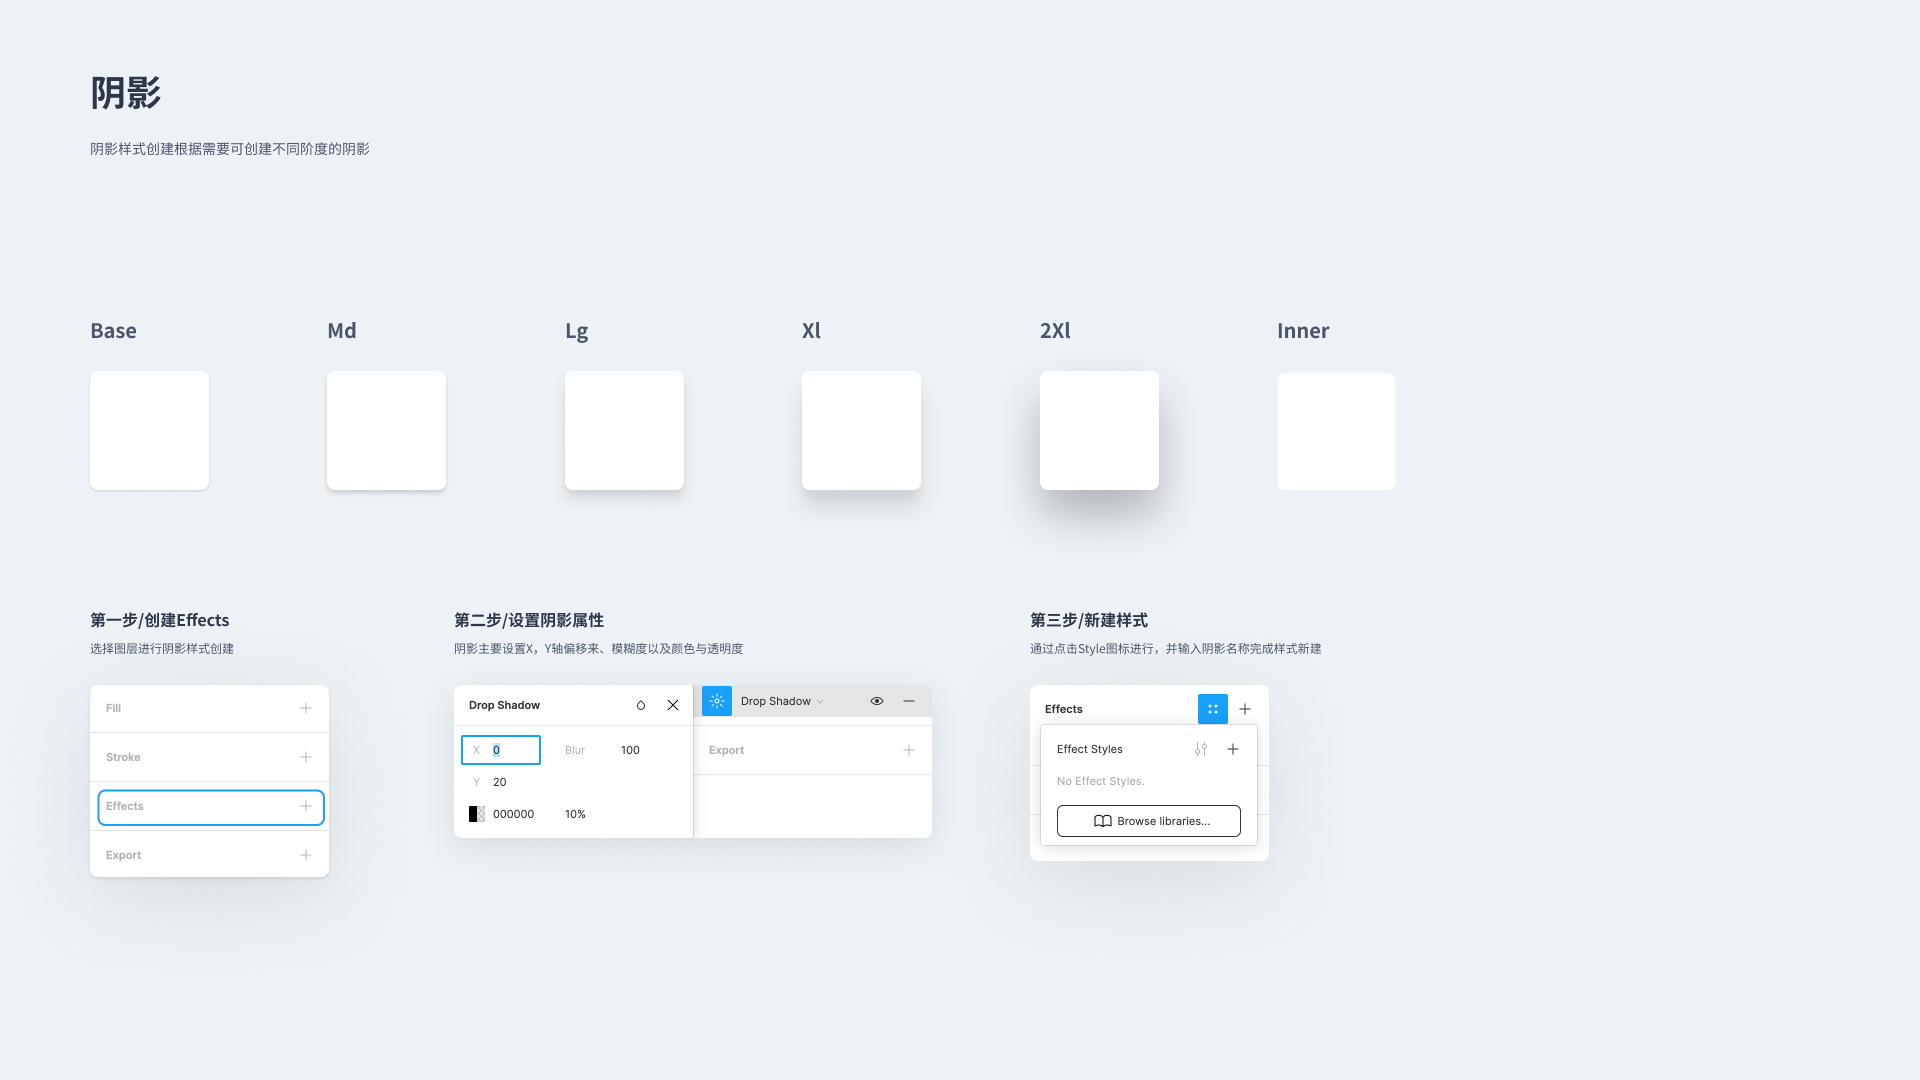 阴影
阴影样式创建根据需要可创建不同阶度的阴影
Base
Md
Lg
Xl
2Xl
Inner
第一步/创建Effects
选择图层进行阴影样式创建
Fill
Stroke
Effects
Export
第二步/设置阴影属性
阴影主要设置X，Y轴偏移来、模糊度以及颜色与透明度
Drop Shadow
X 0 Blur 100
Y 20
000000 10%
Drop Shadow
Export
第三步/新建样式
通过点击Style图标进行，并输入阴影名称完成样式新建
Effects
Effect Styles
No Effect Styles.
Browse libraries...